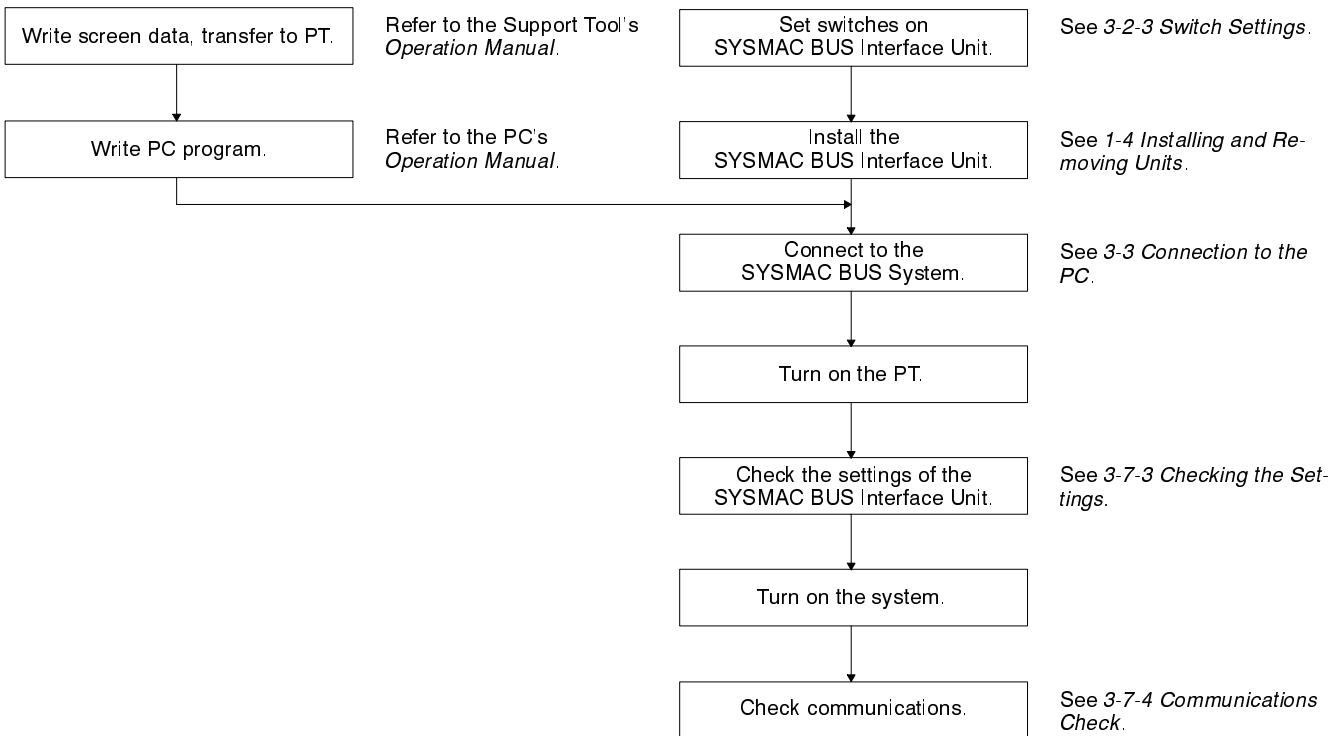 Write screen data, transfer to PT.
Refer to the Support Tool's
Operation Manual.
Write PC program.
Refer to the PC's
Operation Manual.
Set switches on
SYSMAC BUS Interface Unit.
See 3-2-3 Switch Settings.
Install the
SYSMAC BUS Interface Unit.
See 1-4 Installing and Re-
moving Units.
Connect to the
SYSMAC BUS System.
See 3-3 Connection to the
PC.
Turn on the PT.
Check the settings of the
SYSMAC BUS Interface Unit.
See 3-7-3 Checking the Set-
tings.
Turn on the system.
Check communications.
See 3-7-4 Communications
Check.